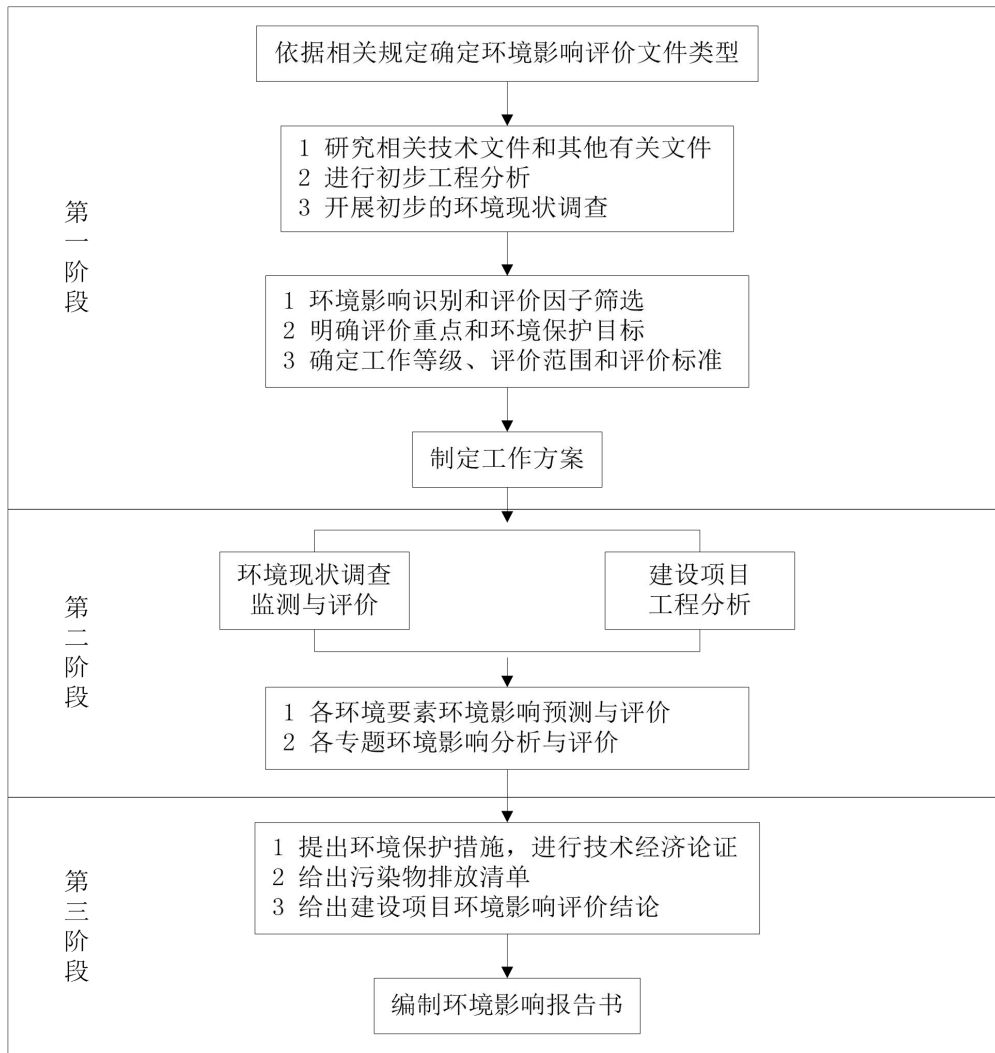 依据相关规定确定环境影响评价文件类型
1 研究相关技术文件和其他有关文件
2 进行初步工程分析
3 开展初步的环境现状调查
第一阶段
1 环境影响识别和评价因子筛选
2 明确评价重点和环境保护目标
3 确定工作等级、评价范围和评价标准
制定工作方案
环境现状调查
监测与评价
建设项目
工程分析
第二阶段
1 各环境要素环境影响预测与评价
2 各专题环境影响分析与评价
1 提出环境保护措施，进行技术经济论证
2 给出污染物排放清单
3 给出建设项目环境影响评价结论
第三阶段
编制环境影响报告书